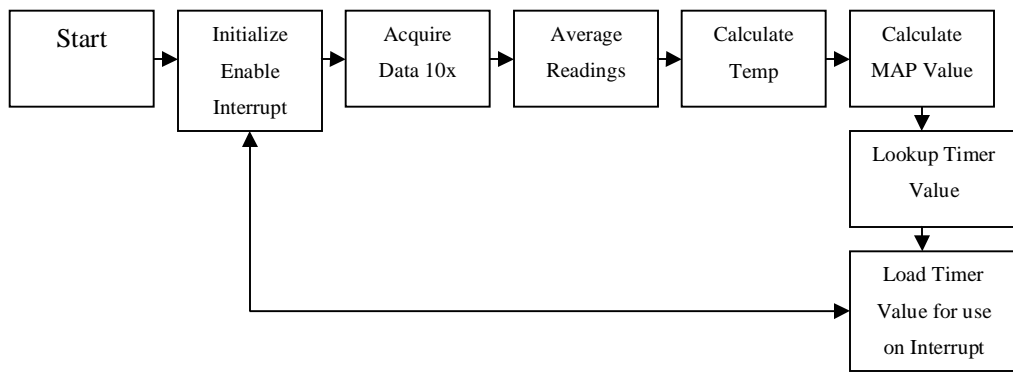 Start
Initialize
Enable
Interrupt
Acquire
Data 10x
Average
Readings
Calculate
Temp
Calculate
MAP Value
Lookup Timer
Value
Load Timer
Value for use
on Interrupt